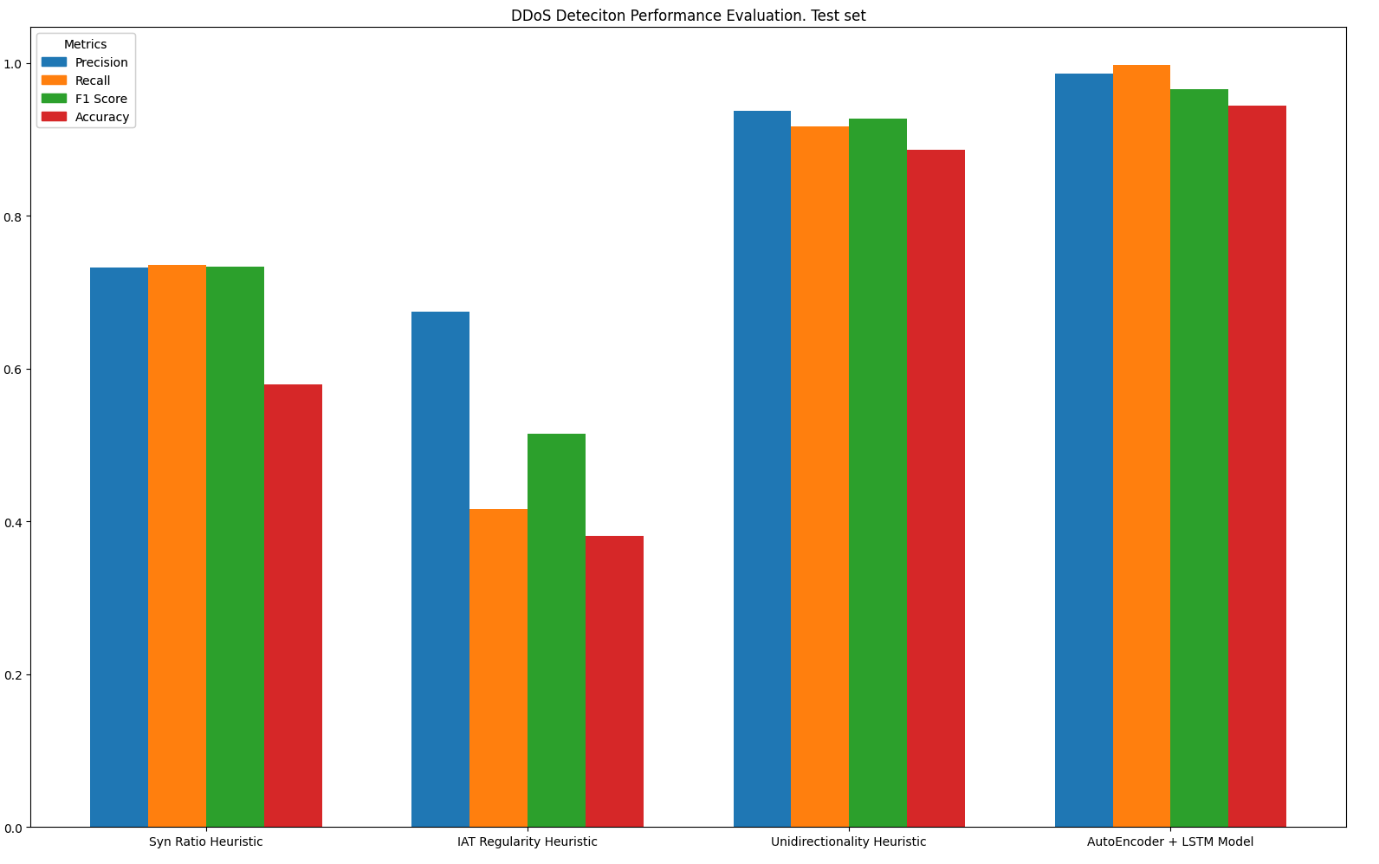 DDoS Deteciton Performance Evaluation. Test set
Metrics
Precision
Recall
F1 Score
Accuracy
1.0
0.8
0.6
0.4
0.2
0.0
Syn Ratio Heuristic
IAT Regularity Heuristic
Unidirectionality Heuristic
AutoEncoder + LSTM Model